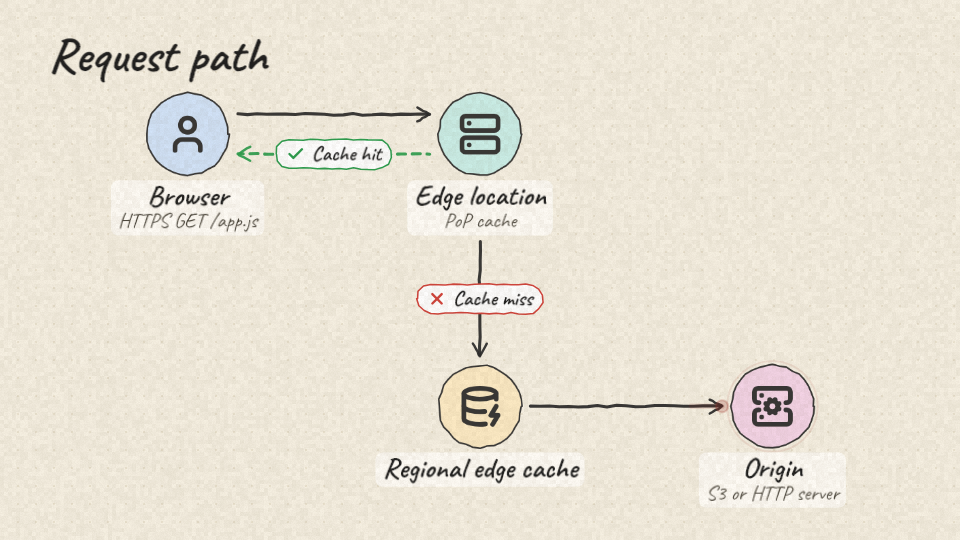 Request path
Cache hit
Browser
HTTPS GET /app.js
Edge location
PoP cache
Cache miss
Regional edge cache
Origin
S3 or HTTP server